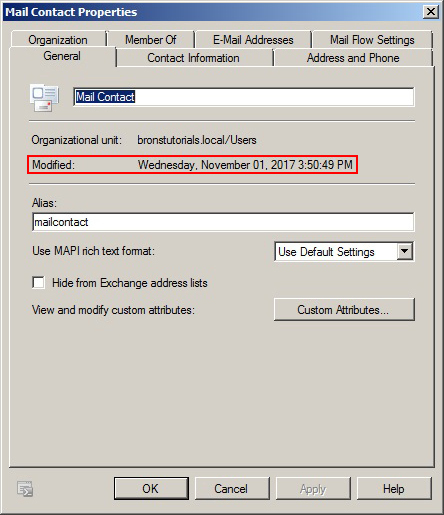 Mail Contact Properties
Organization Member Of E-Mail Addresses Mail Flow Settings
General Contact Information Address and Phone
Mail Contact
Organizational unit: bronstutorials.local/Users
Modified: Wednesday, November 01, 2017 3:50:49 PM
Alias:
mailcontact
Use MAPI rich text format: Use Default Settings
Hide from Exchange address lists
View and modify custom attributes: Custom Attributes...
OK Cancel Apply Help